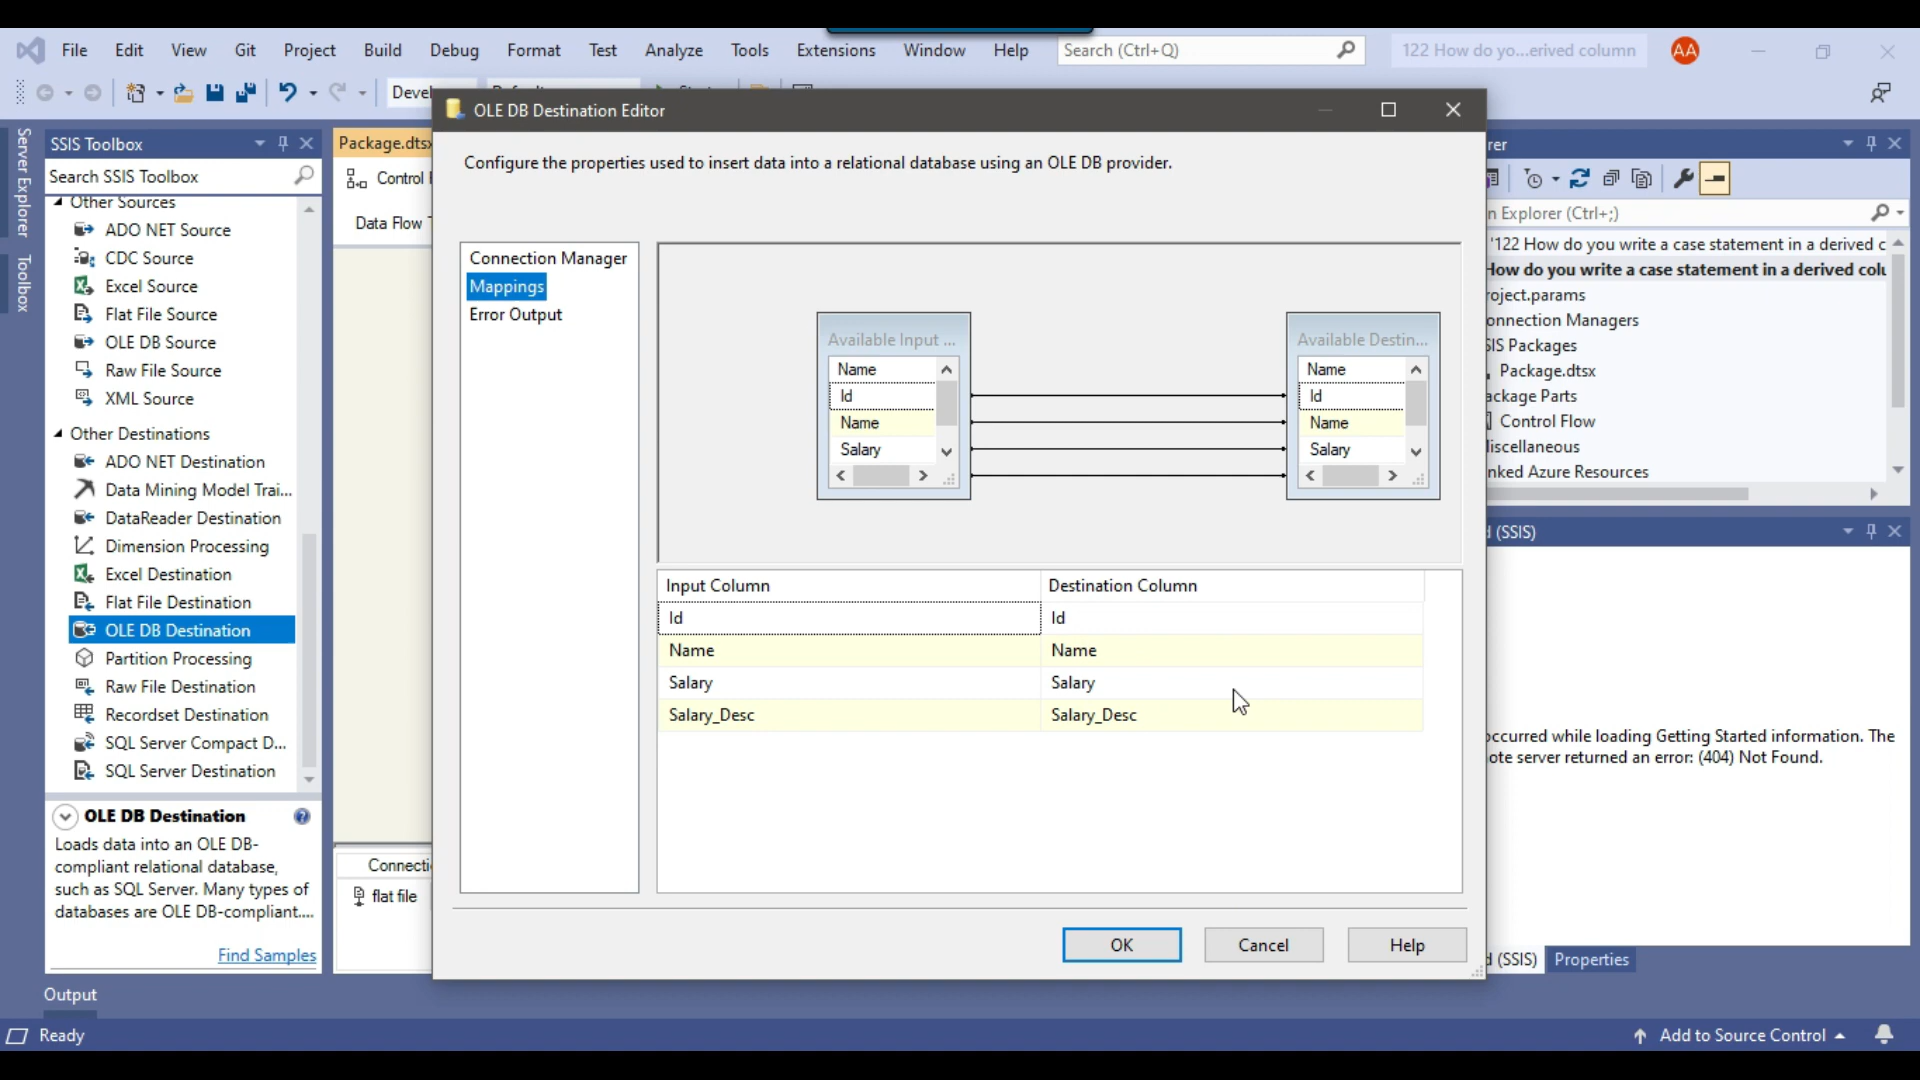 File Edit View Git Project Build Debug Format Test Analyze Tools Extensions Window Help Search (Ctrl+Q) 122 How do yo...erived column AA
OLE DB Destination Editor
Configure the properties used to insert data into a relational database using an OLE DB provider.
Connection Manager
Mappings
Error Output
Available Input ...
Name
Id
Name
Salary
Available Destin...
Name
Id
Name
Salary
Input Column Destination Column
Id Id
Name Name
Salary Salary
Salary_Desc Salary_Desc
OK Cancel Help
Server Explorer
Toolbox
SSIS Toolbox
Search SSIS Toolbox
Other Sources
ADO NET Source
CDC Source
Excel Source
Flat File Source
OLE DB Source
Raw File Source
XML Source
Other Destinations
ADO NET Destination
Data Mining Model Trai...
DataReader Destination
Dimension Processing
Excel Destination
Flat File Destination
OLE DB Destination
Partition Processing
Raw File Destination
Recordset Destination
SQL Server Compact D...
SQL Server Destination
OLE DB Destination
Loads data into an OLE DB-
compliant relational database,
such as SQL Server. Many types of
databases are OLE DB-compliant....
Find Samples
Package.dtsx
Control
Data Flow
flat file
n Explorer (Ctrl+;)
'122 How do you write a case statement in a derived c
How do you write a case statement in a derived colu
roject.params
onnection Managers
SIS Packages
Package.dtsx
ackage Parts
Control Flow
iscellaneous
nked Azure Resources
(SSIS)
occurred while loading Getting Started information. The
ote server returned an error: (404) Not Found.
(SSIS) Properties
Output
Ready
Add to Source Control